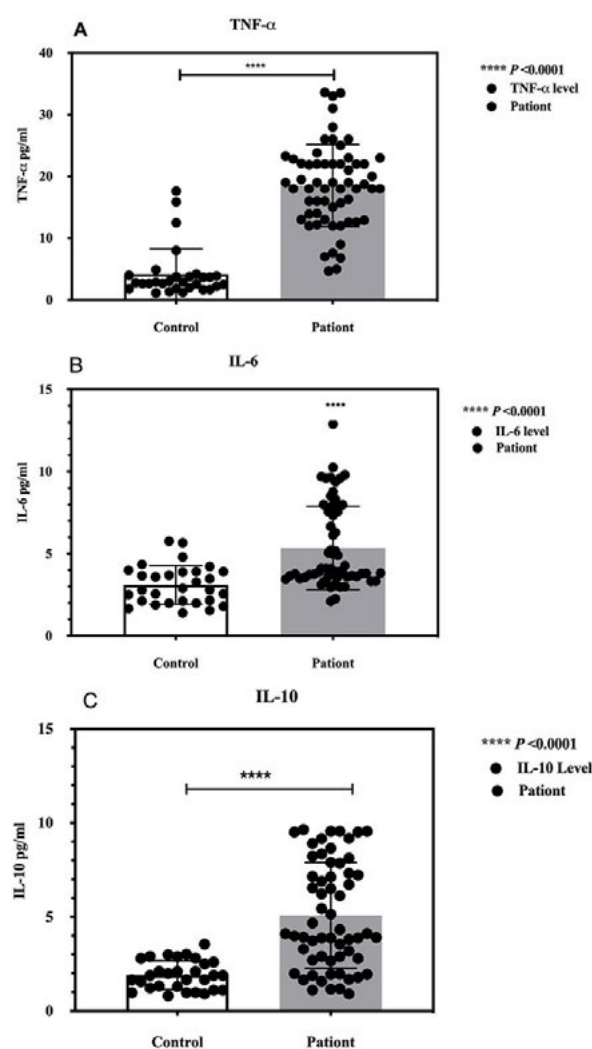 A
TNF-α
40
30
20
10
0
TNF-α pg/ml
****
Control
Pationt
**** P <0.0001
TNF-α level
Pationt
B
IL-6
15
10
5
0
IL-6 pg/ml
****
Control
Pationt
**** P <0.0001
IL-6 level
Pationt
C
IL-10
15
10
5
0
IL-10 pg/ml
****
Control
Pationt
**** P <0.0001
IL-10 Level
Pationt